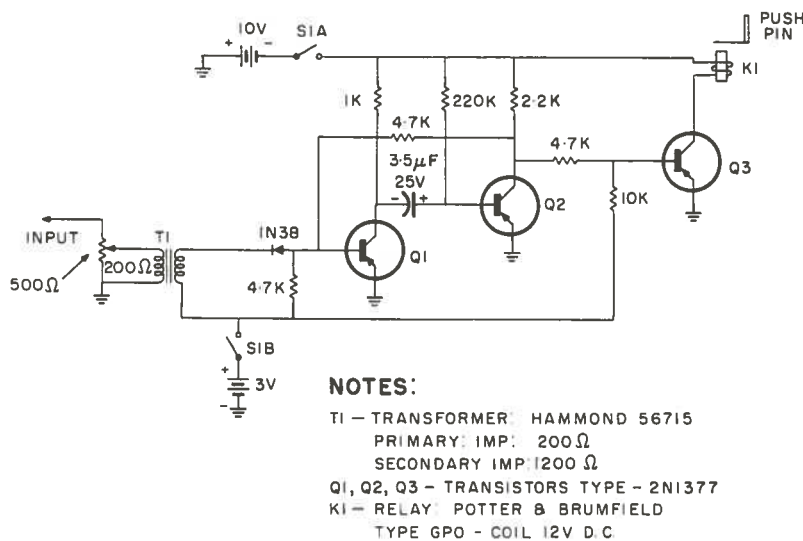 10V
S1A
PUSH
PIN
+ -
K1
1K
220K
2·2K
4·7K
4·7K
3·5μF
25V
- +
Q3
Q2
10K
INPUT
T1
1N38
Q1
200Ω
500Ω
4·7K
S1B
+
3V
-
NOTES:
T1 — TRANSFORMER: HAMMOND 56715
PRIMARY: IMP: 200Ω
SECONDARY IMP: 1200 Ω
Q1, Q2, Q3 – TRANSISTORS TYPE – 2N1377
K1 — RELAY: POTTER & BRUMFIELD
TYPE GPO – COIL 12V D.C.